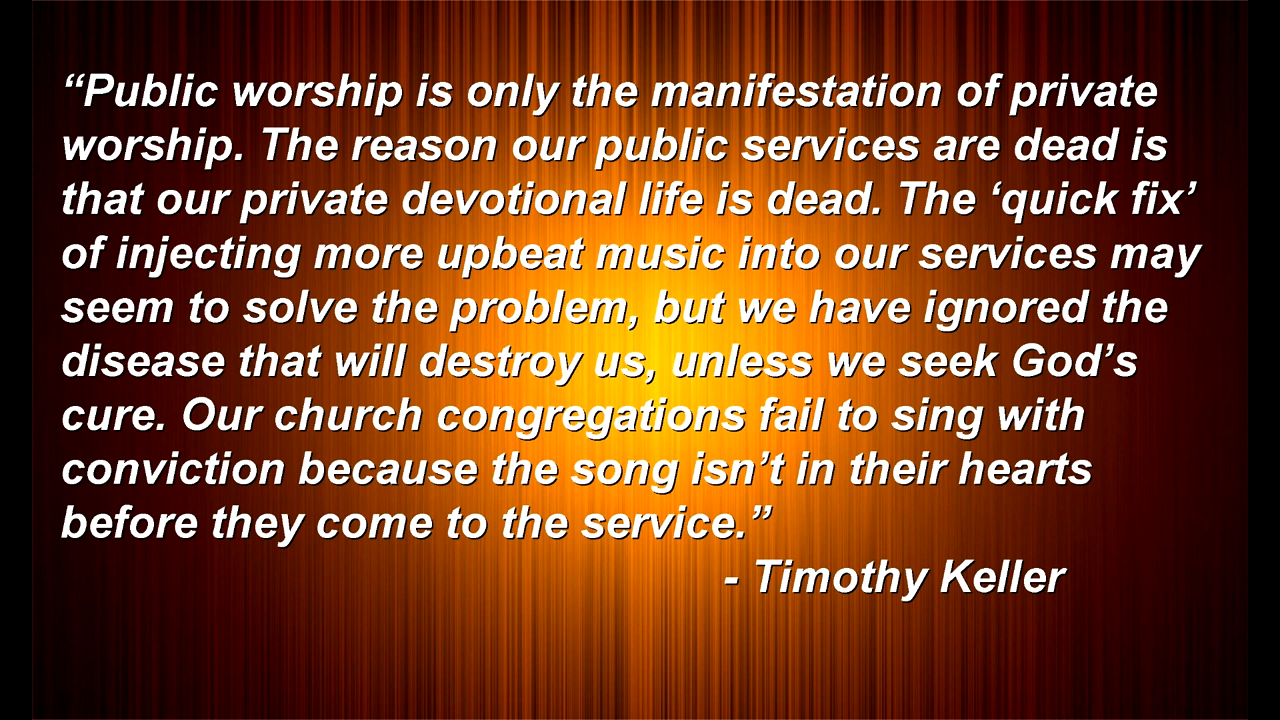 “Public worship is only the manifestation of private
worship. The reason our public services are dead is
that our private devotional life is dead. The ‘quick fix’
of injecting more upbeat music into our services may
seem to solve the problem, but we have ignored the
disease that will destroy us, unless we seek God’s
cure. Our church congregations fail to sing with
conviction because the song isn’t in their hearts
before they come to the service.”
- Timothy Keller